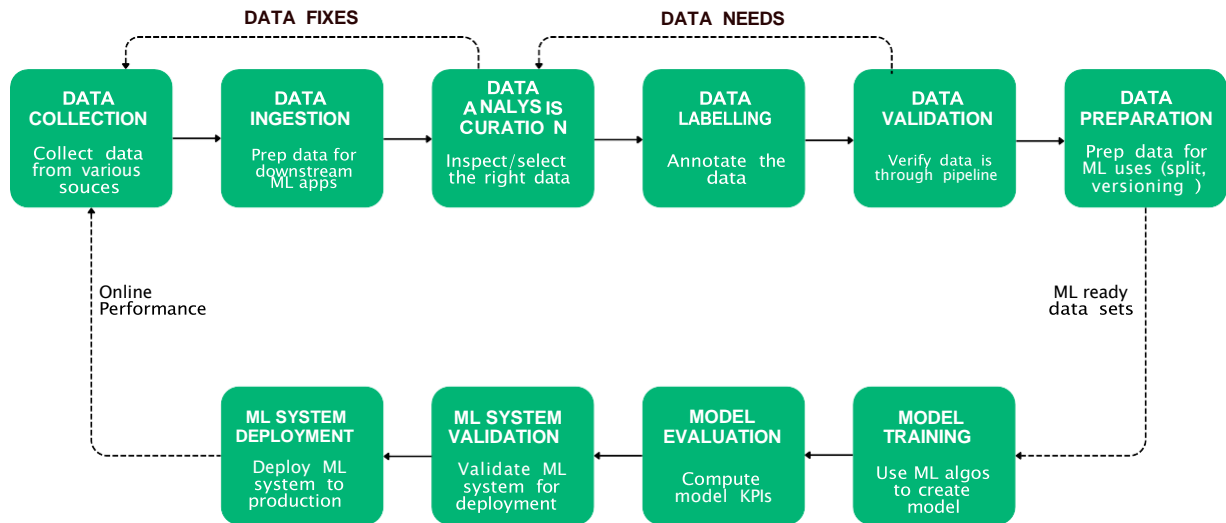 DATA FIXES
DATA NEEDS
DATA
COLLECTION
Collect data
from various
souces
DATA
INGESTION
Prep data for
downstream
ML apps
DATA
ANALYSIS
CURATION
Inspect/select
the right data
DATA
LABELLING
Annotate the
data
DATA
VALIDATION
Verify data is
through pipeline
DATA
PREPARATION
Prep data for
ML uses (split,
versioning )
Online
Performance
ML ready
data sets
ML SYSTEM
DEPLOYMENT
Deploy ML
system to
production
ML SYSTEM
VALIDATION
Validate ML
system for
deployment
MODEL
EVALUATION
Compute
model KPIs
MODEL
TRAINING
Use ML algos
to create
model